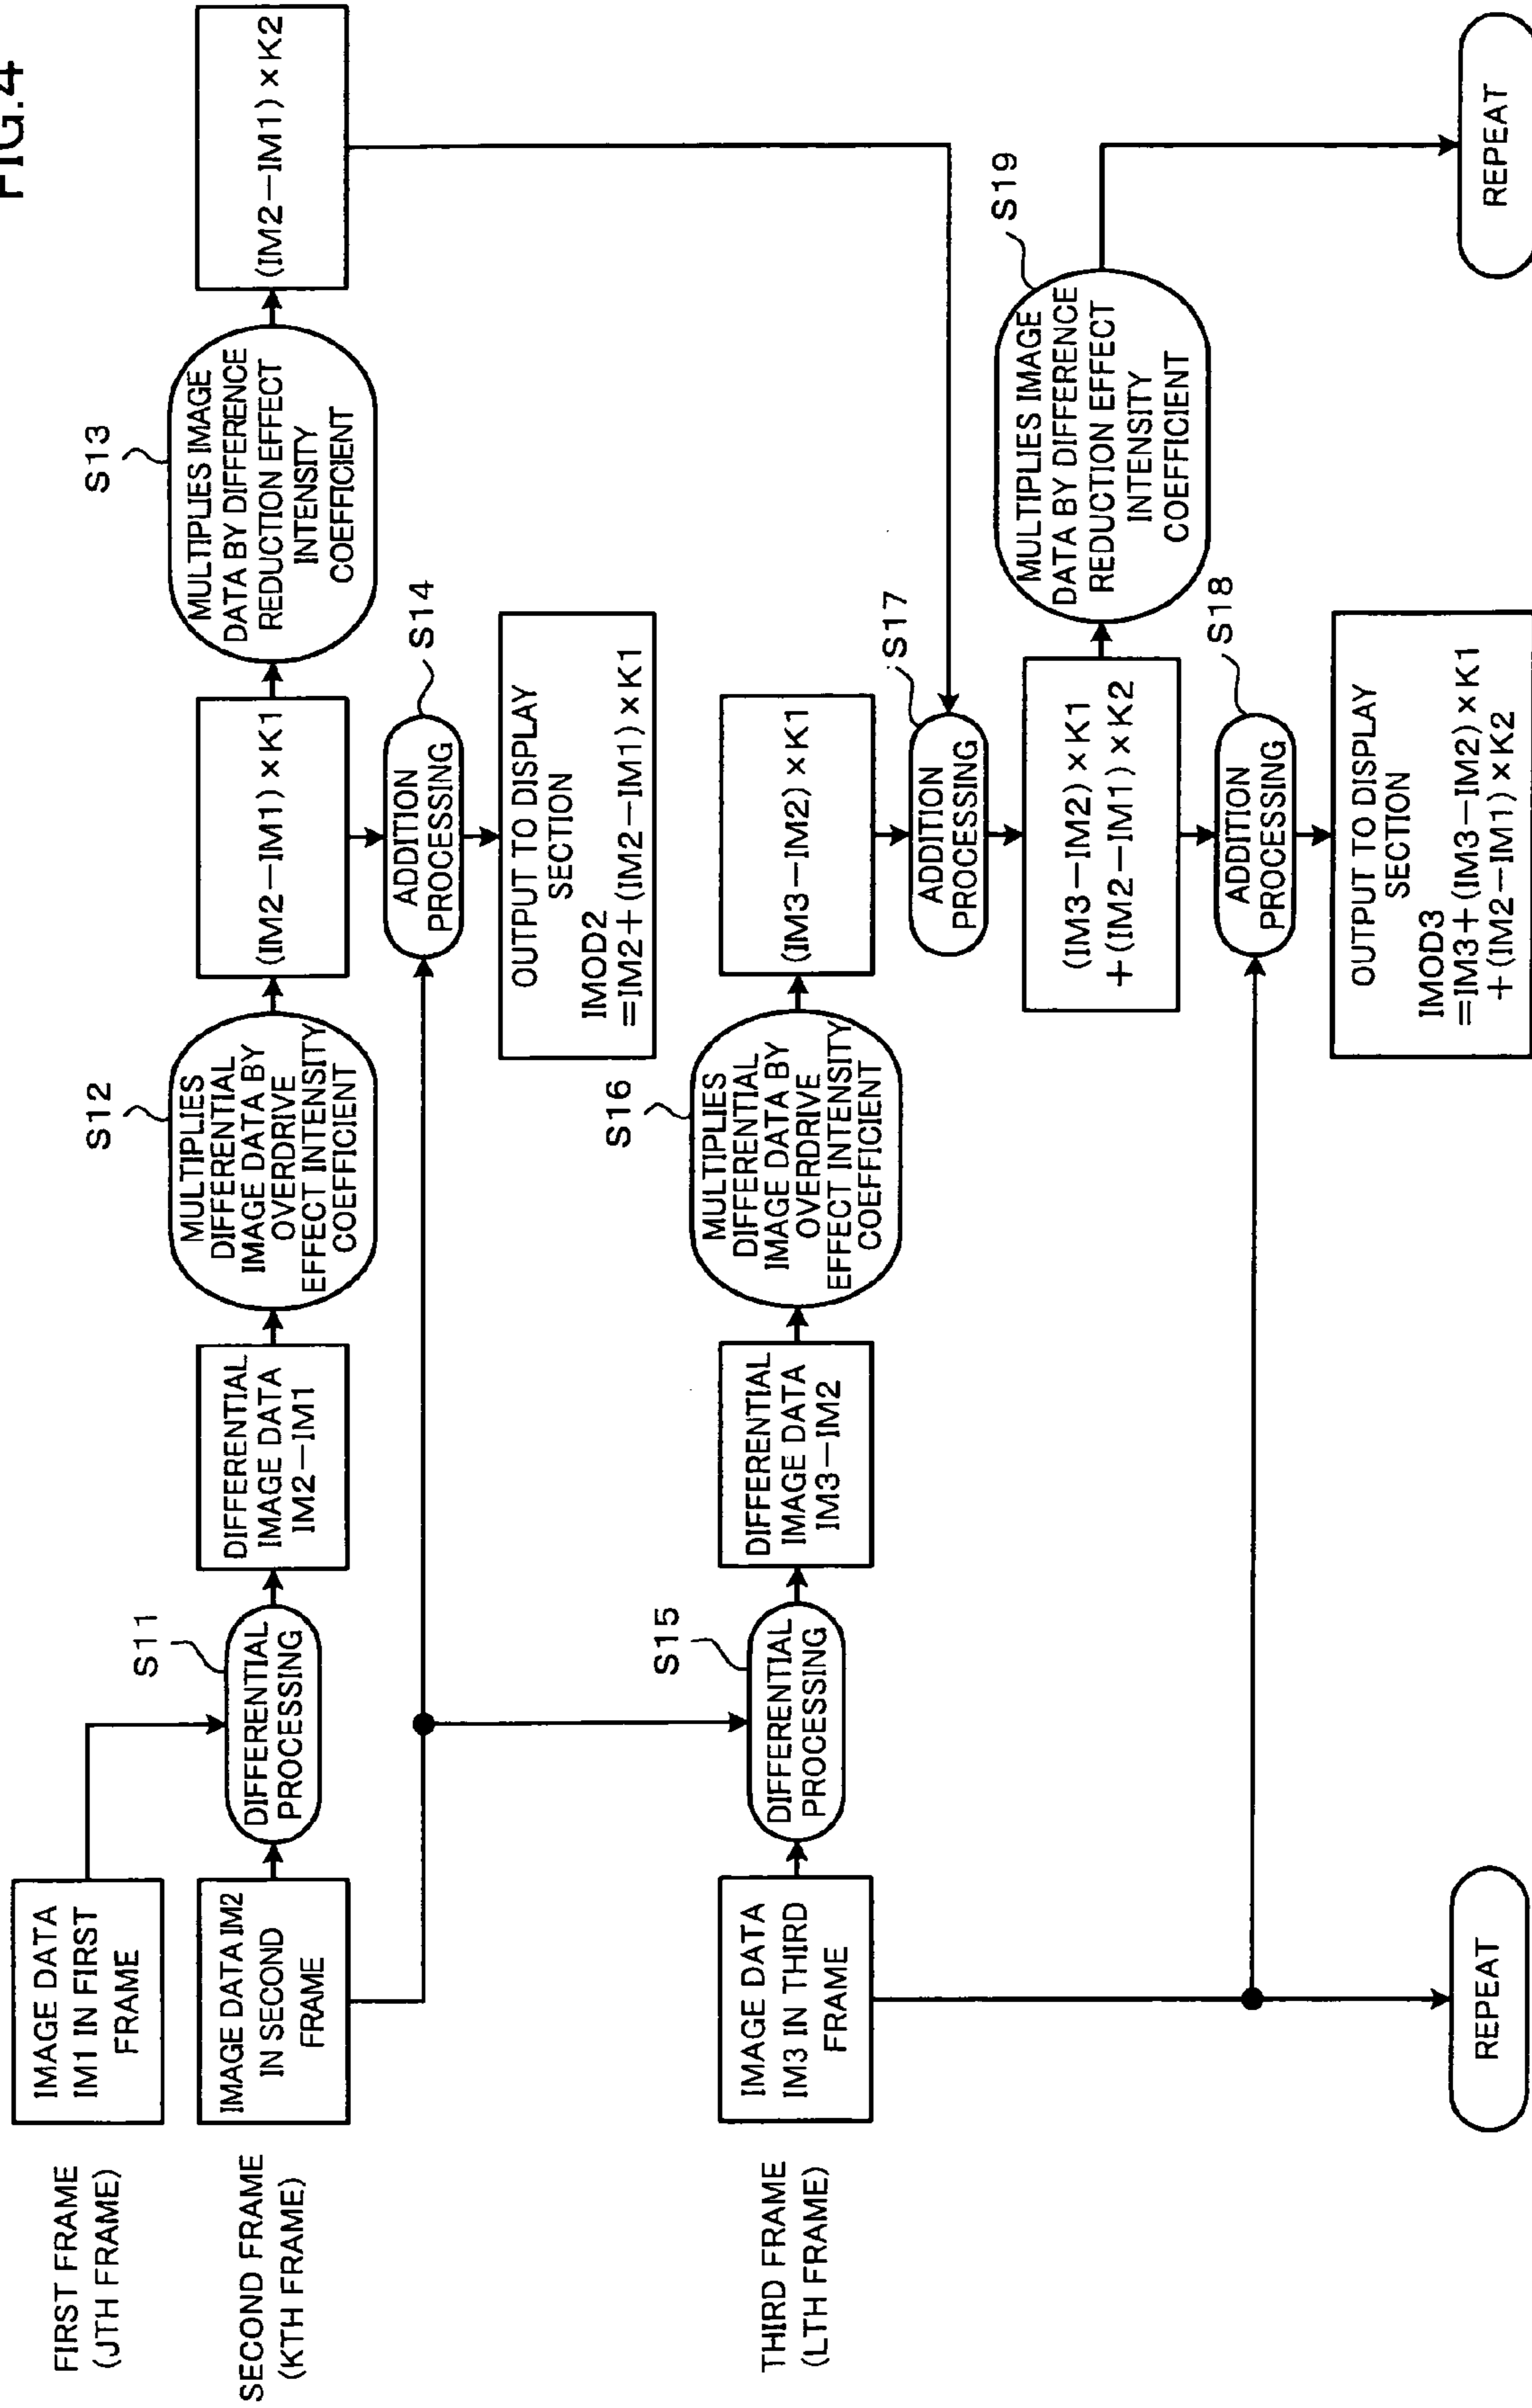 FIG.4
FIRST FRAME
(JTH FRAME)
IMAGE DATA
IM1 IN FIRST
FRAME
SECOND FRAME
(KTH FRAME)
IMAGE DATA IM2
IN SECOND
FRAME
S11
DIFFERENTIAL
PROCESSING
DIFFERENTIAL
IMAGE DATA
IM2-IM1
S12
MULTIPLIES
DIFFERENTIAL
IMAGE DATA BY
OVERDRIVE
EFFECT INTENSITY
COEFFICIENT
(IM2-IM1)×K1
S13
MULTIPLIES IMAGE
DATA BY DIFFERENCE
REDUCTION EFFECT
INTENSITY
COEFFICIENT
(IM2-IM1)×K2
S14
ADDITION
PROCESSING
OUTPUT TO DISPLAY
SECTION
IMOD2
=IM2+(IM2-IM1)×K1
THIRD FRAME
(LTH FRAME)
IMAGE DATA
IM3 IN THIRD
FRAME
S15
DIFFERENTIAL
PROCESSING
DIFFERENTIAL
IMAGE DATA
IM3-IM2
S16
MULTIPLIES
DIFFERENTIAL
IMAGE DATA BY
OVERDRIVE
EFFECT INTENSITY
COEFFICIENT
(IM3-IM2)×K1
S17
ADDITION
PROCESSING
(IM3-IM2)×K1
+(IM2-IM1)×K2
S19
MULTIPLIES IMAGE
DATA BY DIFFERENCE
REDUCTION EFFECT
INTENSITY
COEFFICIENT
S18
ADDITION
PROCESSING
OUTPUT TO DISPLAY
SECTION
IMOD3
=IM3+(IM3-IM2)×K1
+(IM2-IM1)×K2
REPEAT
REPEAT